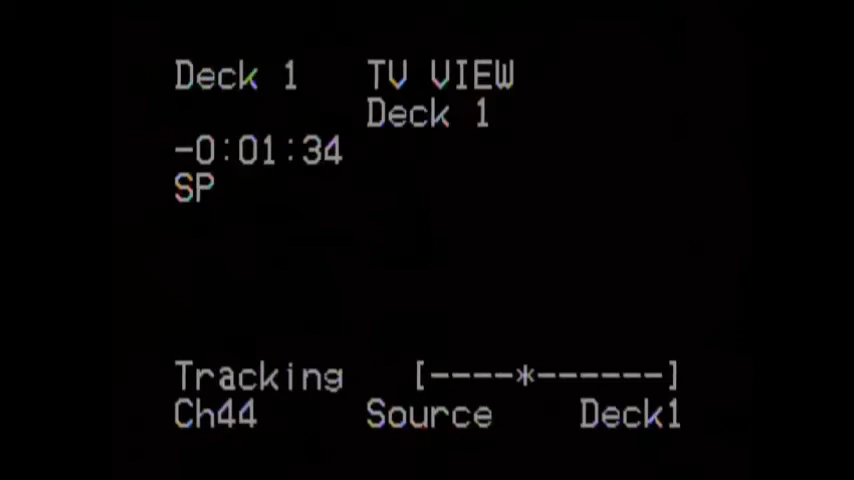 Deck 1 TV VIEW
Deck 1
-0:01:34
SP
Tracking [----*------]
Ch44 Source Deck1